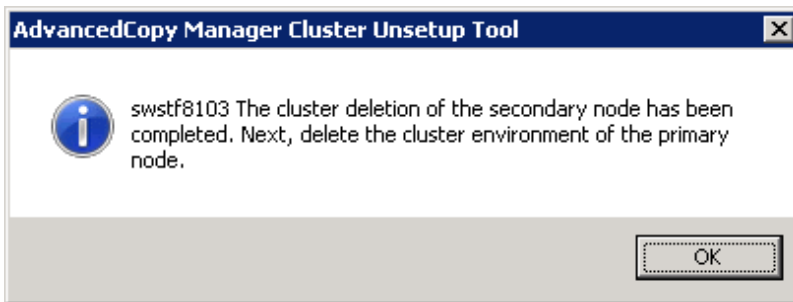 AdvancedCopy Manager Cluster Unsetup Tool
swstf8103 The cluster deletion of the secondary node has been
completed. Next, delete the cluster environment of the primary
node.
OK